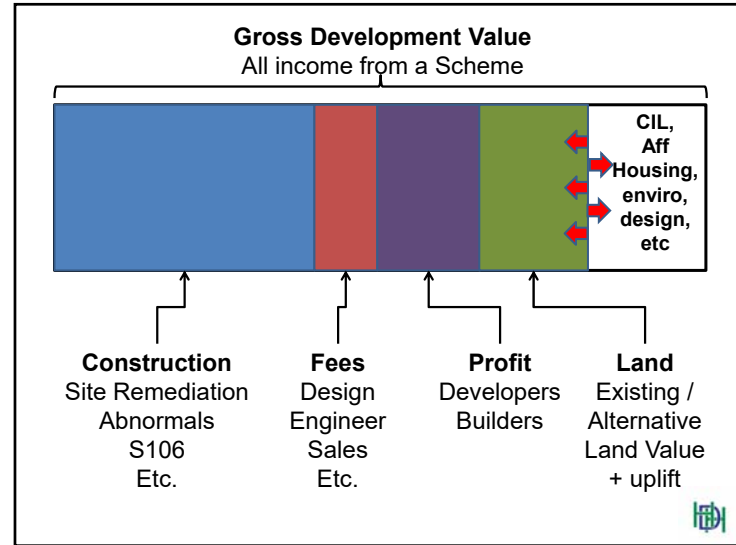 Gross Development Value
All income from a Scheme
CIL,
Aff
Housing,
enviro,
design,
etc
Construction
Site Remediation
Abnormals
S106
Etc.
Fees
Design
Engineer
Sales
Etc.
Profit
Developers
Builders
Land
Existing /
Alternative
Land Value
+ uplift